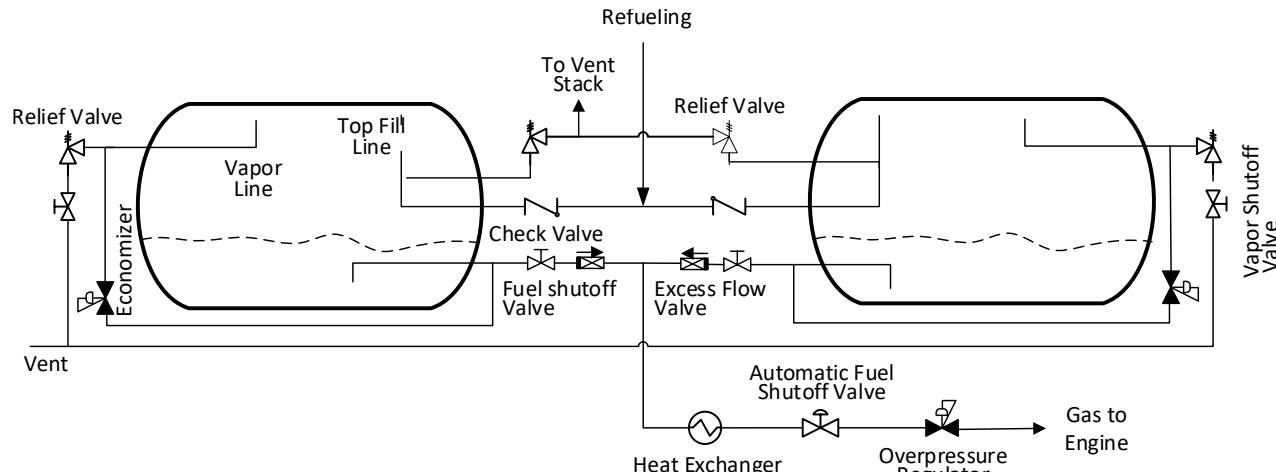 Refueling
To Vent
Stack
Relief Valve
Relief Valve
Top Fill
Line
Vapor
Line
Vapor Shutoff
Valve
Economizer
Check Valve
Fuel shutoff
Valve
Excess Flow
Valve
Vent
Automatic Fuel
Shutoff Valve
Gas to
Engine
Heat Exchanger
Overpressure
Regulator